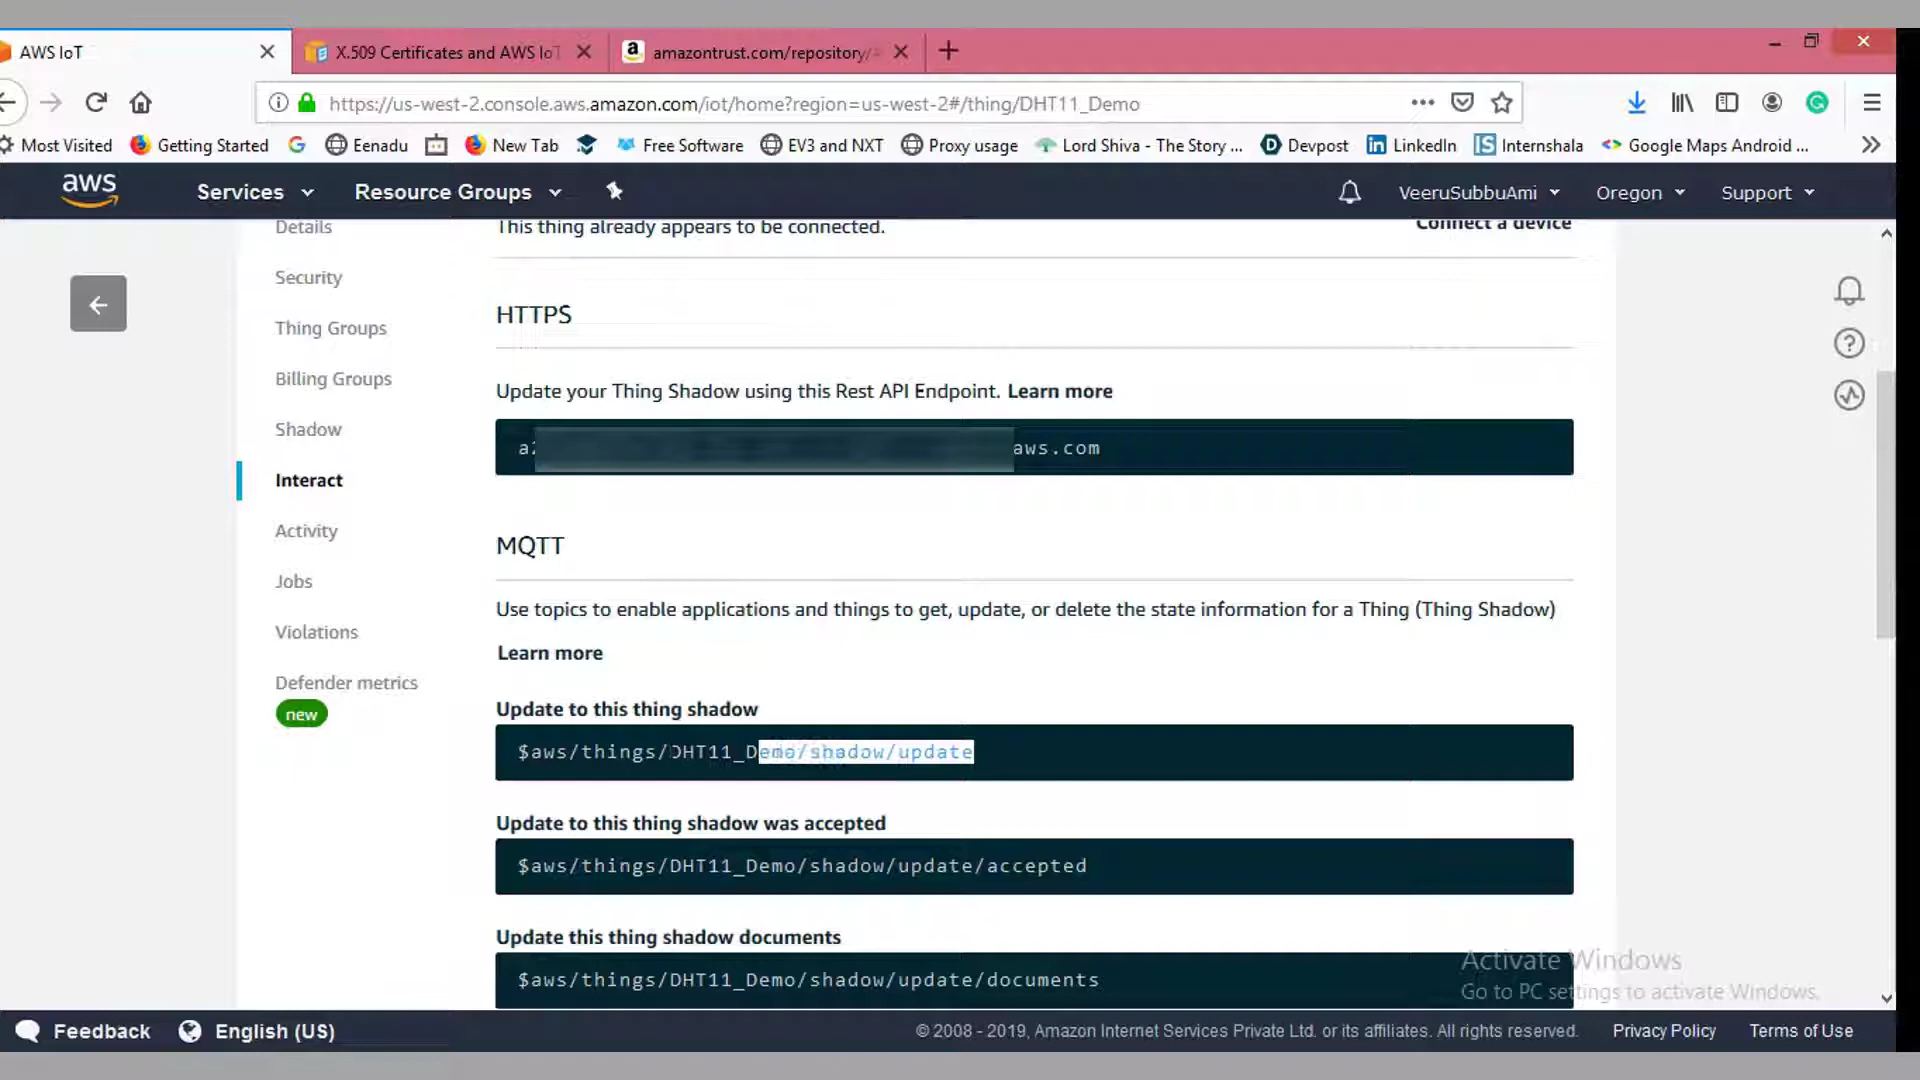 AWS IoT
X.509 Certificates and AWS IoT
amazontrust.com/repository/
https://us-west-2.console.aws.amazon.com/iot/home?region=us-west-2#/thing/DHT11_Demo
Most Visited
Getting Started
Eenadu
New Tab
Free Software
EV3 and NXT
Proxy usage
Lord Shiva - The Story ...
Devpost
LinkedIn
Internshala
Google Maps Android ...
aws
Services
Resource Groups
VeeruSubbuAmi
Oregon
Support
Details
Security
Thing Groups
Billing Groups
Shadow
Interact
Activity
Jobs
Violations
Defender metrics
new
This thing already appears to be connected.
Connect a device
HTTPS
Update your Thing Shadow using this Rest API Endpoint. Learn more
aws.com
MQTT
Use topics to enable applications and things to get, update, or delete the state information for a Thing (Thing Shadow)
Learn more
Update to this thing shadow
$aws/things/DHT11_Demo/shadow/update
Update to this thing shadow was accepted
$aws/things/DHT11_Demo/shadow/update/accepted
Update this thing shadow documents
$aws/things/DHT11_Demo/shadow/update/documents
Activate Windows
Go to PC settings to activate Windows.
Feedback
English (US)
© 2008 - 2019, Amazon Internet Services Private Ltd. or its affiliates. All rights reserved.
Privacy Policy
Terms of Use